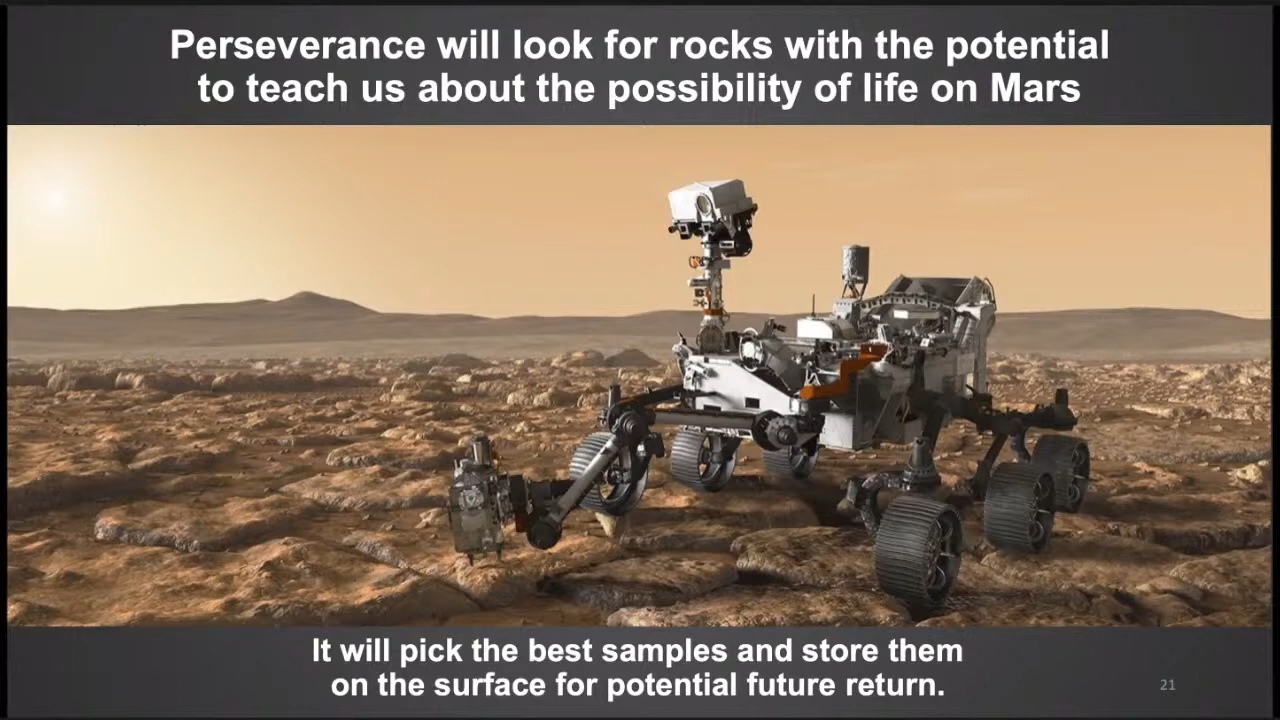 Perseverance will look for rocks with the potential
to teach us about the possibility of life on Mars
It will pick the best samples and store them
on the surface for potential future return.
21